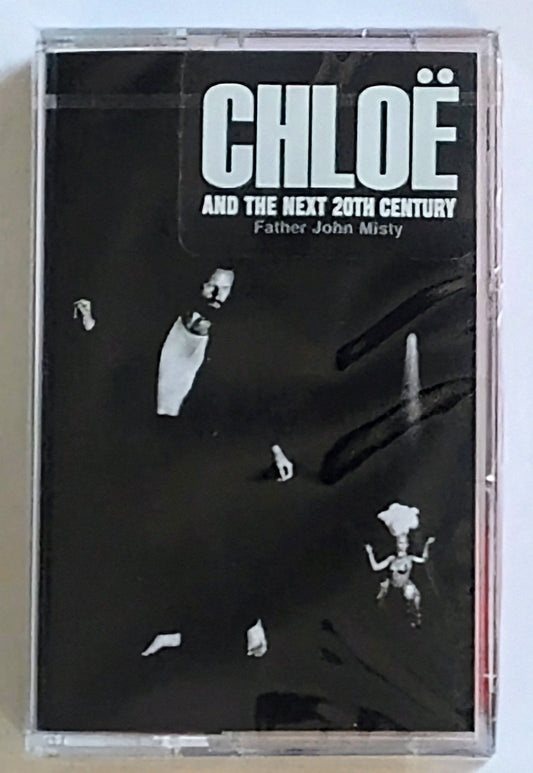 CHLOË
AND THE NEXT 20TH CENTURY
Father John Misty